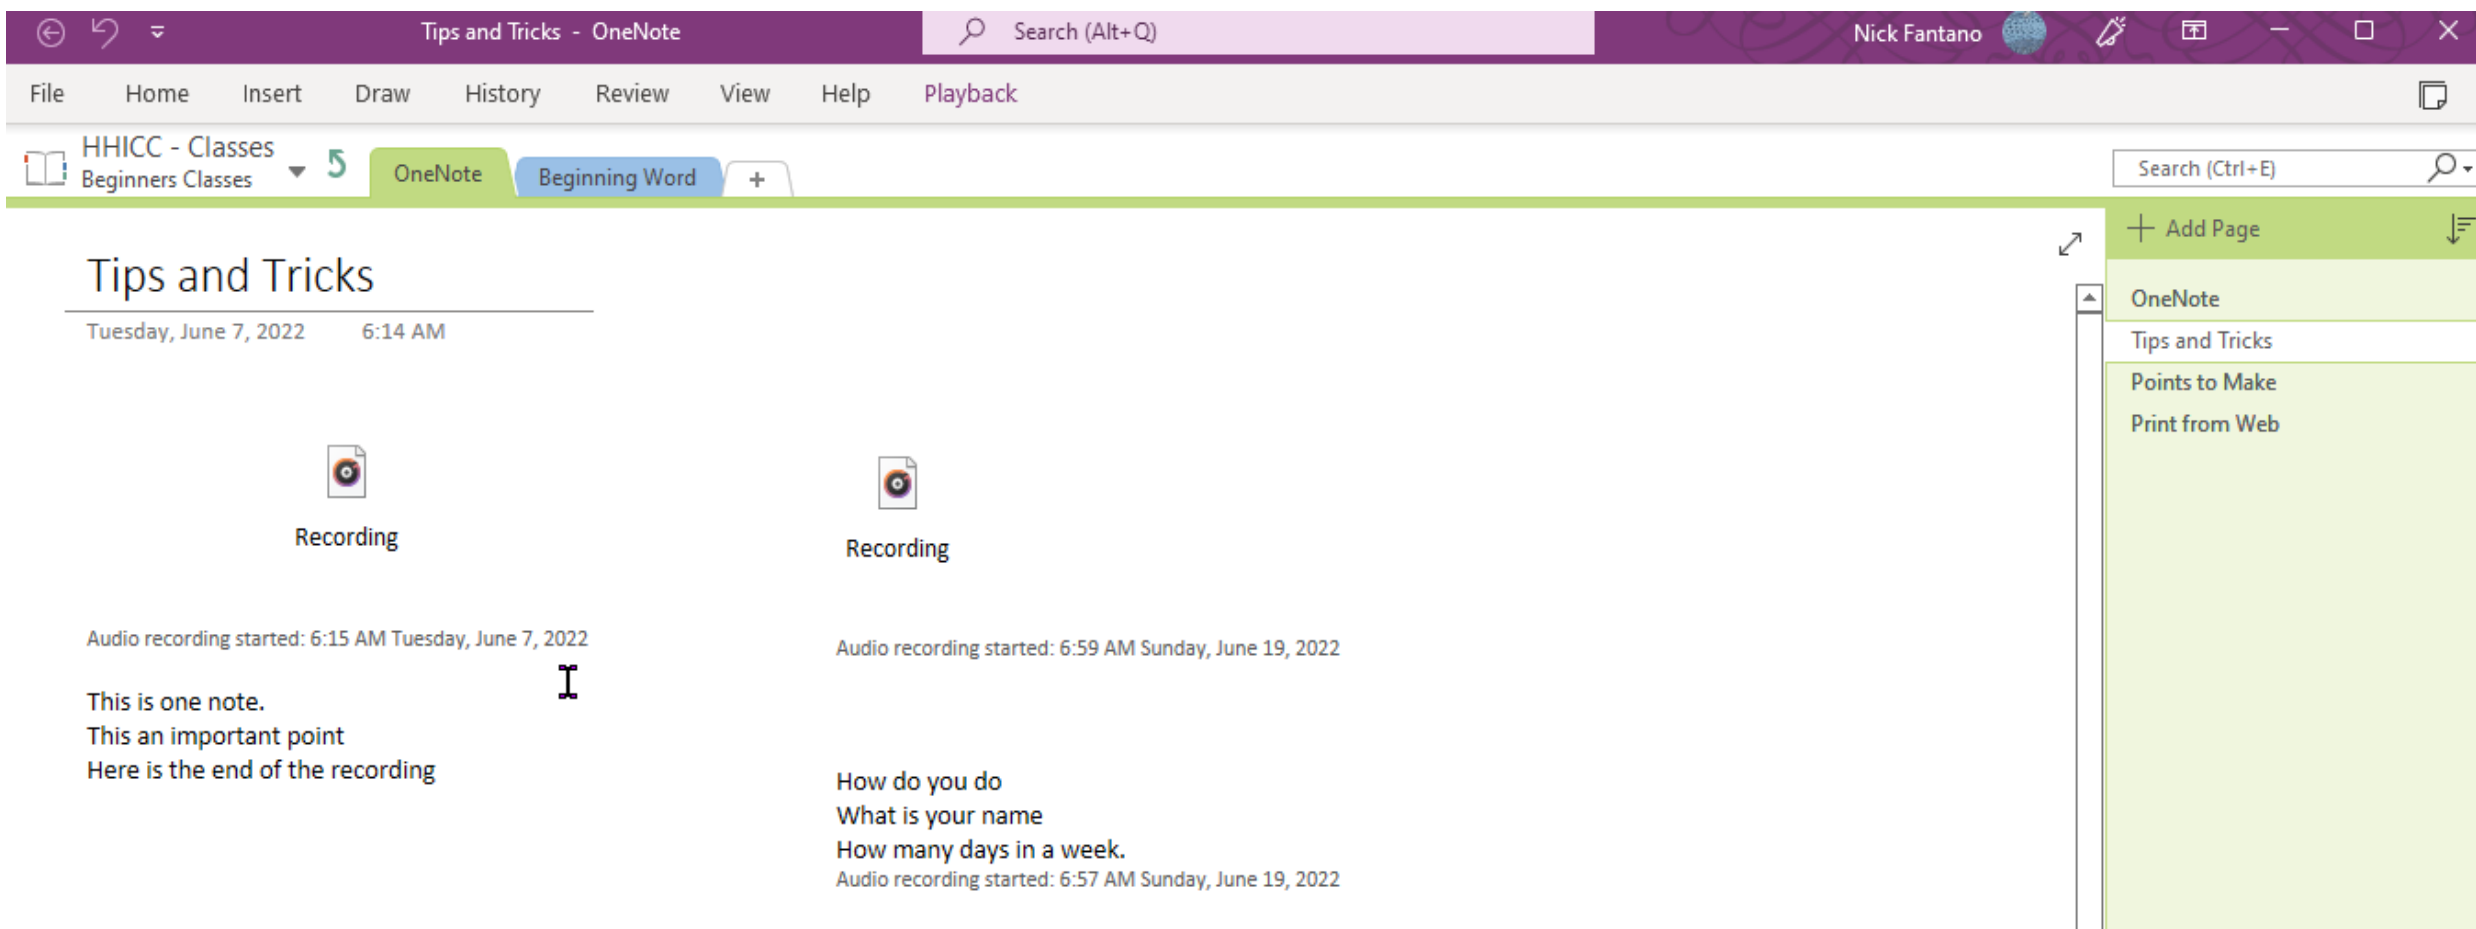 Tips and Tricks - OneNote
Search (Alt+Q)
Nick Fantano
File Home Insert Draw History Review View Help Playback
HHICC - Classes
Beginners Classes
OneNote
Beginning Word
+
Search (Ctrl+E)
Add Page
OneNote
Tips and Tricks
Points to Make
Print from Web
Tips and Tricks
Tuesday, June 7, 2022 6:14 AM
Recording
Audio recording started: 6:15 AM Tuesday, June 7, 2022
This is one note.
This an important point
Here is the end of the recording
Recording
Audio recording started: 6:59 AM Sunday, June 19, 2022
How do you do
What is your name
How many days in a week.
Audio recording started: 6:57 AM Sunday, June 19, 2022